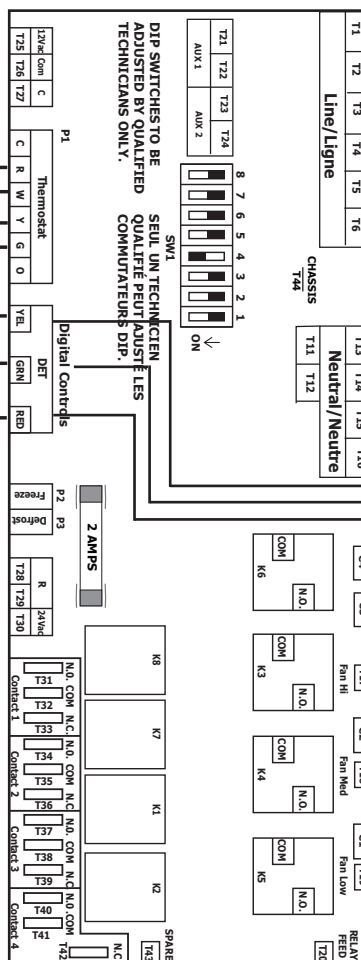 T1
T2
T3
T4
T5
T6
Line/Ligne
CHASSIS
T44
T13
T14
T15
T16
Neutral/Neutre
T11
T12
T21
T22
T23
T24
AUX 1
AUX 2
8
7
6
5
4
3
2
1
SW1
ON
DIP SWITCHES TO BE
ADJUSTED BY QUALIFIED
TECHNICIANS ONLY.
SEUL UN TECHNICIEN
QUALIFIÉ PEUT AJUSTÉ LES
COMMUTATEURS DIP.
12Vac Com C
T25 T26 T27
P1
C R W Y G O
Thermostat
Digital Controls
DET
YEL
GRN
RED
P2
Freeze
P3
Defrost
2 AMPS
R 24Vac
T28 T29 T30
COM
N.O.
K6
Fan Hi
COM
N.O.
K3
Fan Med
COM
N.O.
K4
Fan Low
COM
N.O.
K5
RELAY
FEED
T20
K8
K7
K1
K2
SPARE
T43
N.O. COM N.C.
T31 T32 T33
Contact 1
N.O. COM N.C
T34 T35 T36
Contact 2
N.O. COM N.C
T37 T38 T39
Contact 3
N.O. COM N.C
T40 T41 T42
Contact 4